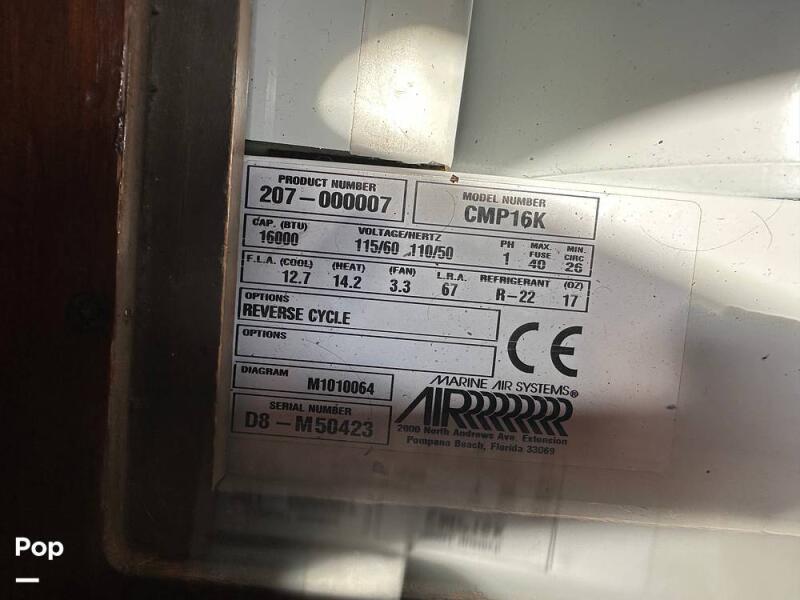 PRODUCT NUMBER
207-000007
MODEL NUMBER
CMP16K
CAP. (BTU)
16000
VOLTAGE/HERTZ
115/60 110/50
PH
1
MAX. FUSE
40
MIN. CIRC
26
F.L.A. (COOL)
12.7
(HEAT)
14.2
(FAN)
3.3
L.R.A.
67
REFRIGERANT
R-22
(OZ)
17
OPTIONS
REVERSE CYCLE
OPTIONS
CE
DIAGRAM
M1010064
SERIAL NUMBER
D8-M50423
MARINE AIR SYSTEMS®
AIR
2000 North Andrews Ave. Extension
Pompano Beach, Florida 33069
Pop